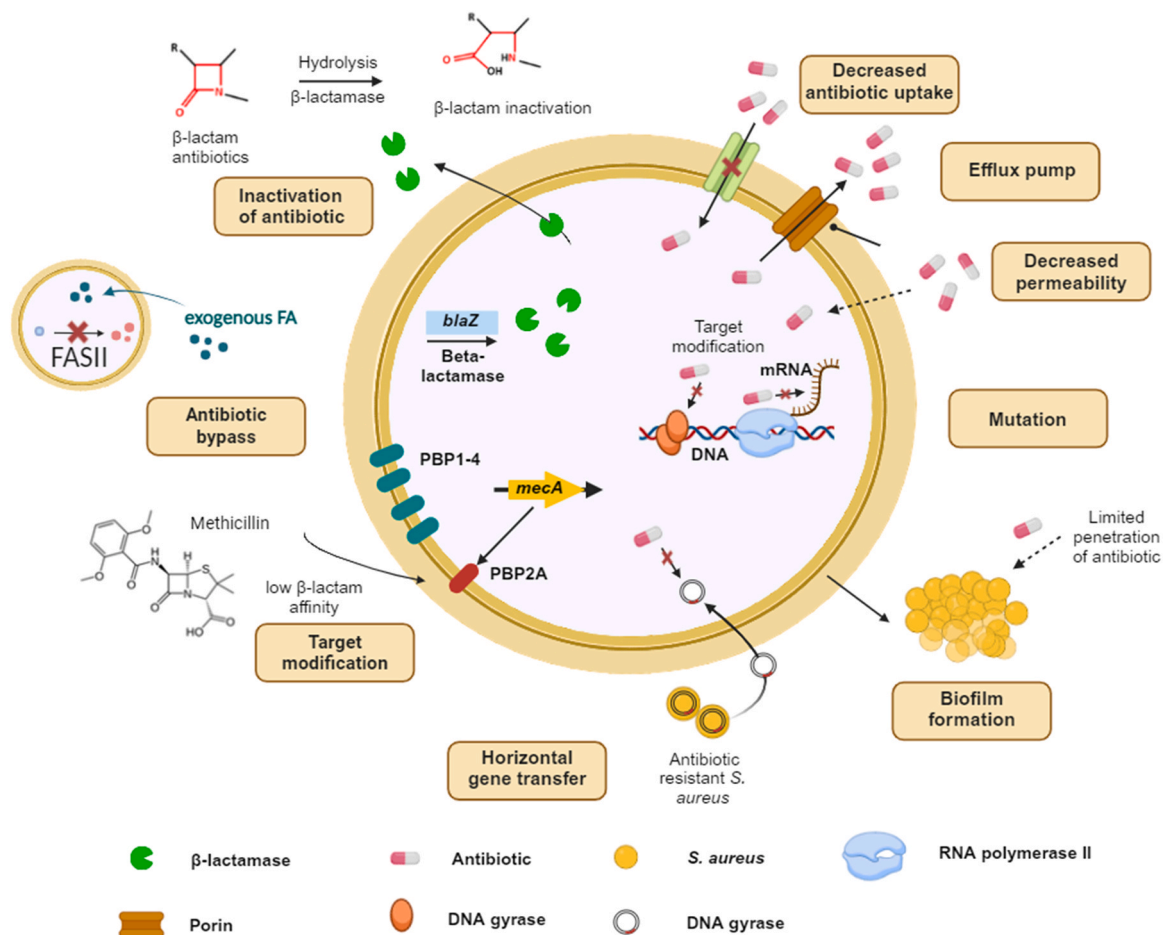 R
N
O
β-lactam
antibiotics
Hydrolysis
β-lactamase
R
O
OH
HN
β-lactam inactivation
Decreased
antibiotic uptake
Efflux pump
Inactivation
of antibiotic
Decreased
permeability
exogenous FA
FASII
blaZ
Beta-
lactamase
Target
modification
mRNA
DNA
Antibiotic
bypass
Mutation
PBP1-4
mecA
Methicillin
O
O
O
H
N
H
S
N
O
O
HO
PBP2A
low β-lactam
affinity
Target
modification
Limited
penetration
of antibiotic
Biofilm
formation
Horizontal
gene transfer
Antibiotic
resistant S.
aureus
β-lactamase
Antibiotic
S. aureus
RNA polymerase II
Porin
DNA gyrase
DNA gyrase